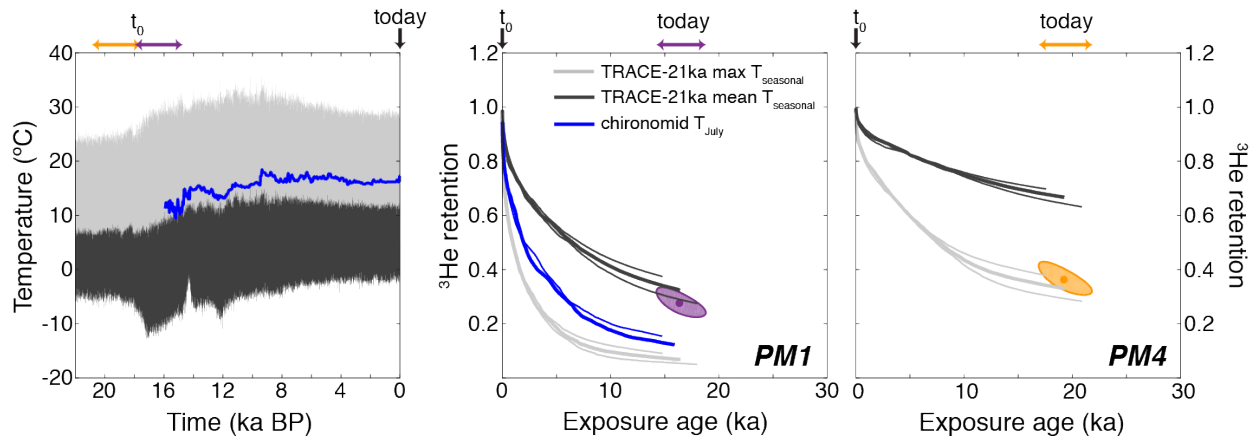 t0
today
40
30
20
10
0
-10
-20
Temperature (ºC)
20
16
12
8
4
0
Time (ka BP)
t0
today
1.2
1.0
0.8
0.6
0.4
0.2
3He retention
TRACE-21ka max Tseasonal
TRACE-21ka mean Tseasonal
chironomid TJuly
PM1
0
10
20
30
Exposure age (ka)
t0
today
1.2
1.0
0.8
0.6
0.4
0.2
3He retention
PM4
0
10
20
30
Exposure age (ka)